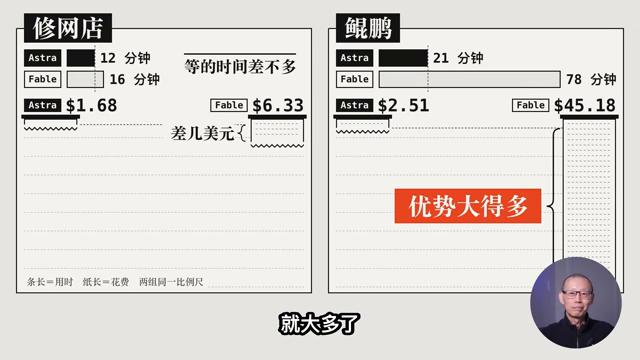 修网店
Astra 12 分钟
Fable 16 分钟
等的时间差不多
Astra $1.68
Fable $6.33
差几美元
条长=用时 纸长=花费 两组同一比例尺
鲲鹏
Astra 21 分钟
Fable 78 分钟
Astra $2.51
Fable $45.18
优势大得多
就大多了